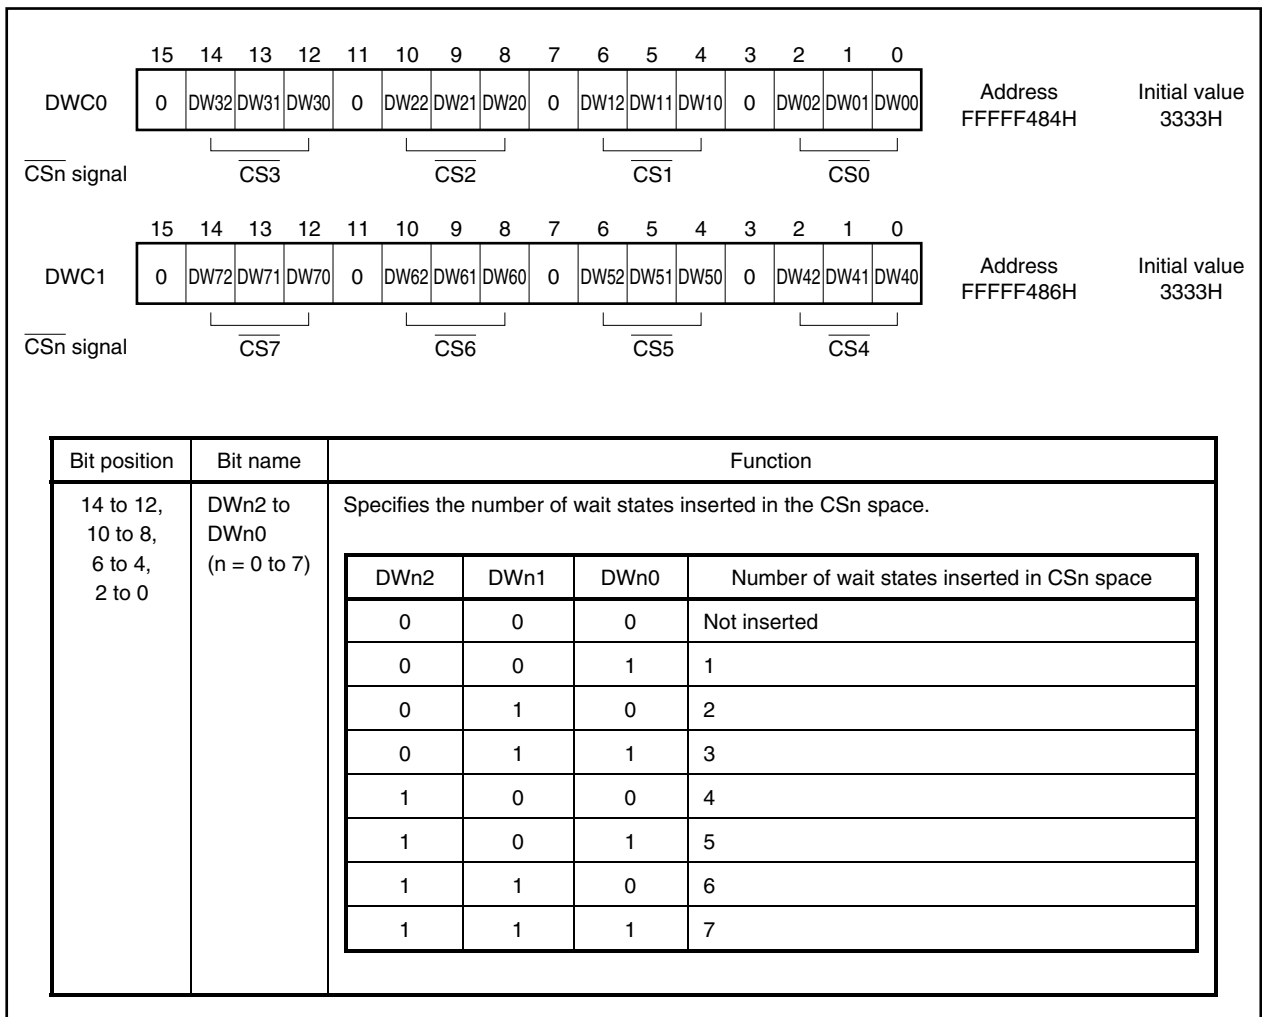 15 14 13 12 11 10 9 8 7 6 5 4 3 2 1 0
DWC0 0 DW32 DW31 DW30 0 DW22 DW21 DW20 0 DW12 DW11 DW10 0 DW02 DW01 DW00 Address FFFFF484H Initial value 3333H
CSn signal CS3 CS2 CS1 CS0
15 14 13 12 11 10 9 8 7 6 5 4 3 2 1 0
DWC1 0 DW72 DW71 DW70 0 DW62 DW61 DW60 0 DW52 DW51 DW50 0 DW42 DW41 DW40 Address FFFFF486H Initial value 3333H
CSn signal CS7 CS6 CS5 CS4
Bit position Bit name Function
14 to 12, DWn2 to Specifies the number of wait states inserted in the CSn space.
10 to 8, DWn0
6 to 4, (n = 0 to 7)
2 to 0
DWn2 DWn1 DWn0 Number of wait states inserted in CSn space
0 0 0 Not inserted
0 0 1 1
0 1 0 2
0 1 1 3
1 0 0 4
1 0 1 5
1 1 0 6
1 1 1 7